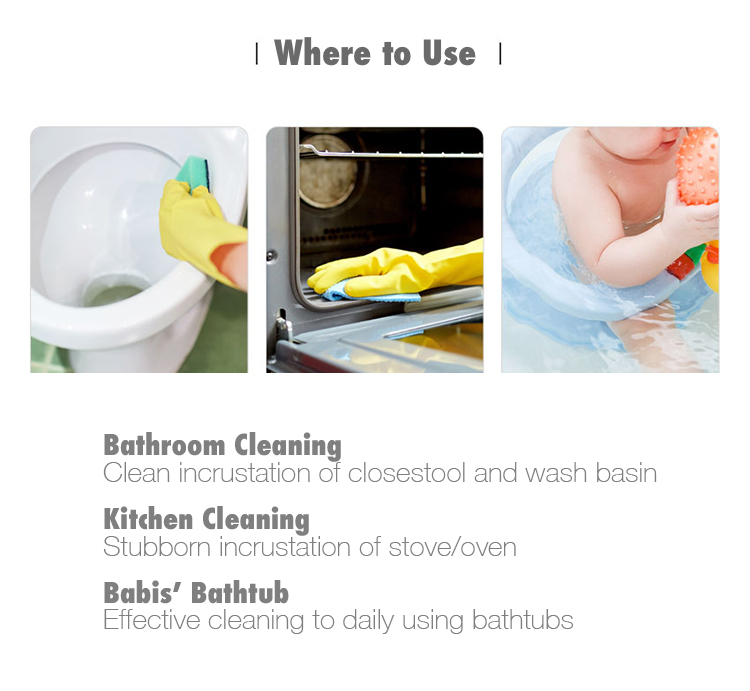 Where to Use
Bathroom Cleaning
Clean incrustation of closestool and wash basin
Kitchen Cleaning
Stubborn incrustation of stove/oven
Babis’ Bathtub
Effective cleaning to daily using bathtubs